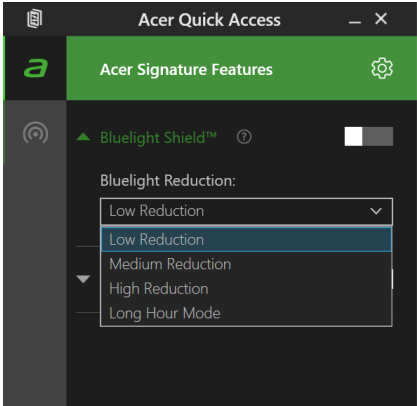 Acer Quick Access
a
Acer Signature Features
Bluelight Shield™ ?
Bluelight Reduction:
Low Reduction
Low Reduction
Medium Reduction
High Reduction
Long Hour Mode